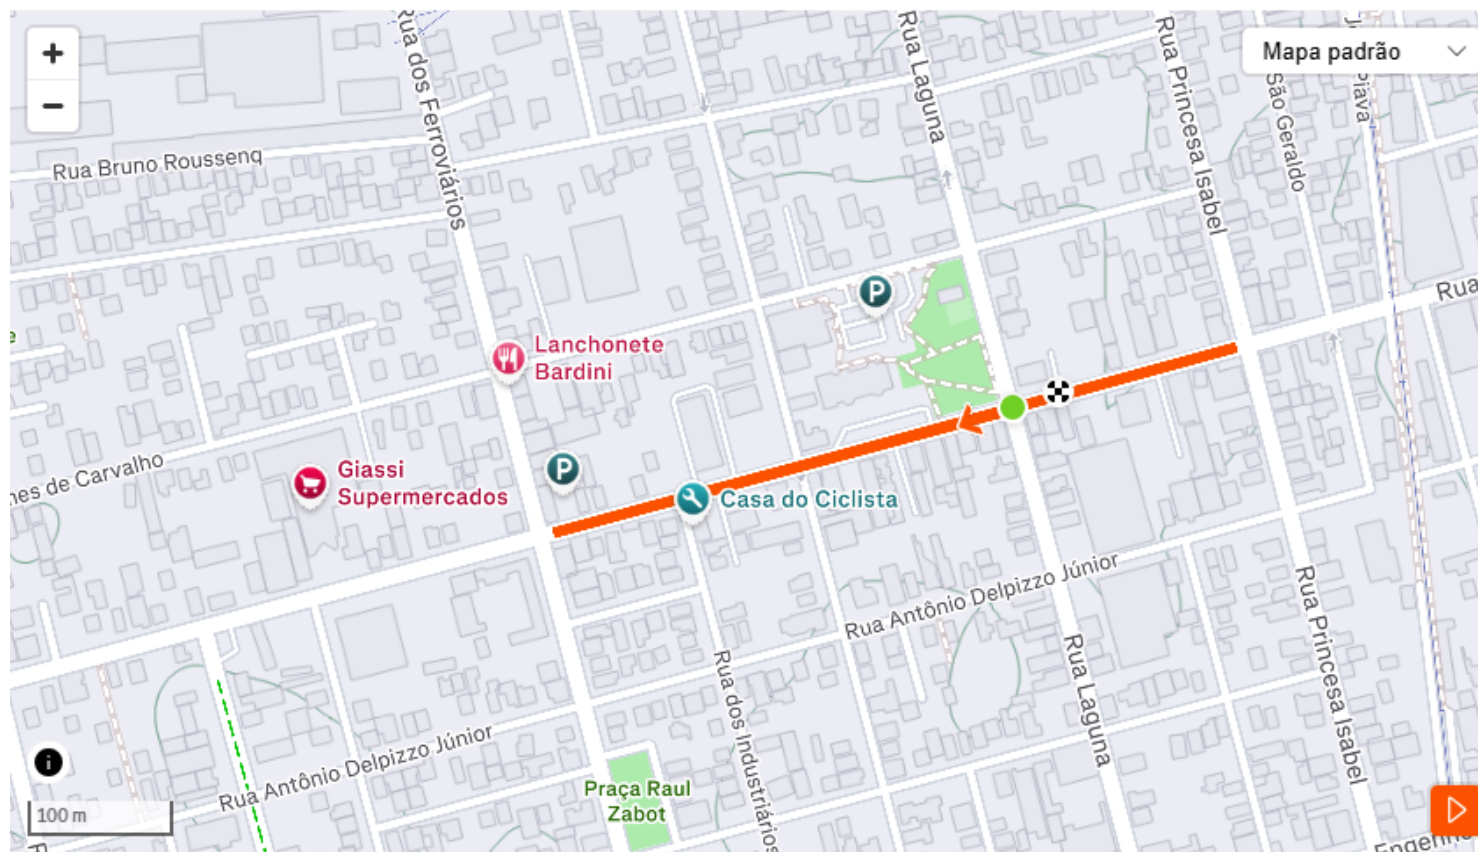 +
Mapa padrão
−
Rua dos Ferroviários
Rua Laguna
Rua Princesa Isabel
São Geraldo
Piava
Rua Bruno Roussenq
Rua
P
Lanchonete
Bardini
Giassi
Supermercados
P
Casa do Ciclista
de Carvalho
Rua Antônio Delpizzo Júnior
Rua Princesa Isabel
Rua Laguna
Rua dos Industriários
Rua Antônio Delpizzo Júnior
Praça Raul
Zabot
i
100 m